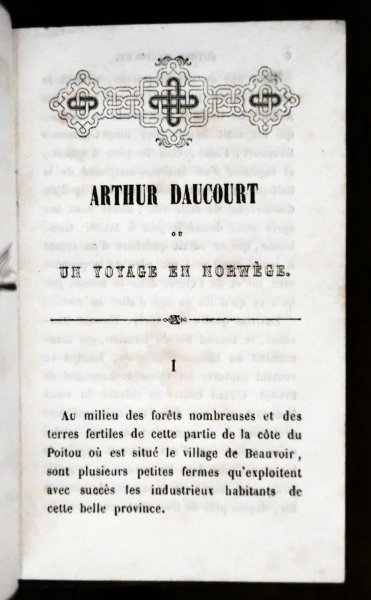 ARTHUR DAUCOURT
OU
UN VOYAGE EN NORWÈGE.
I
Au milieu des forêts nombreuses et des
terres fertiles de cette partie de la côte du
Poitou où est situé le village de Beauvoir,
sont plusieurs petites fermes qu'exploitent
avec succès les industrieux habitants de
cette belle province.